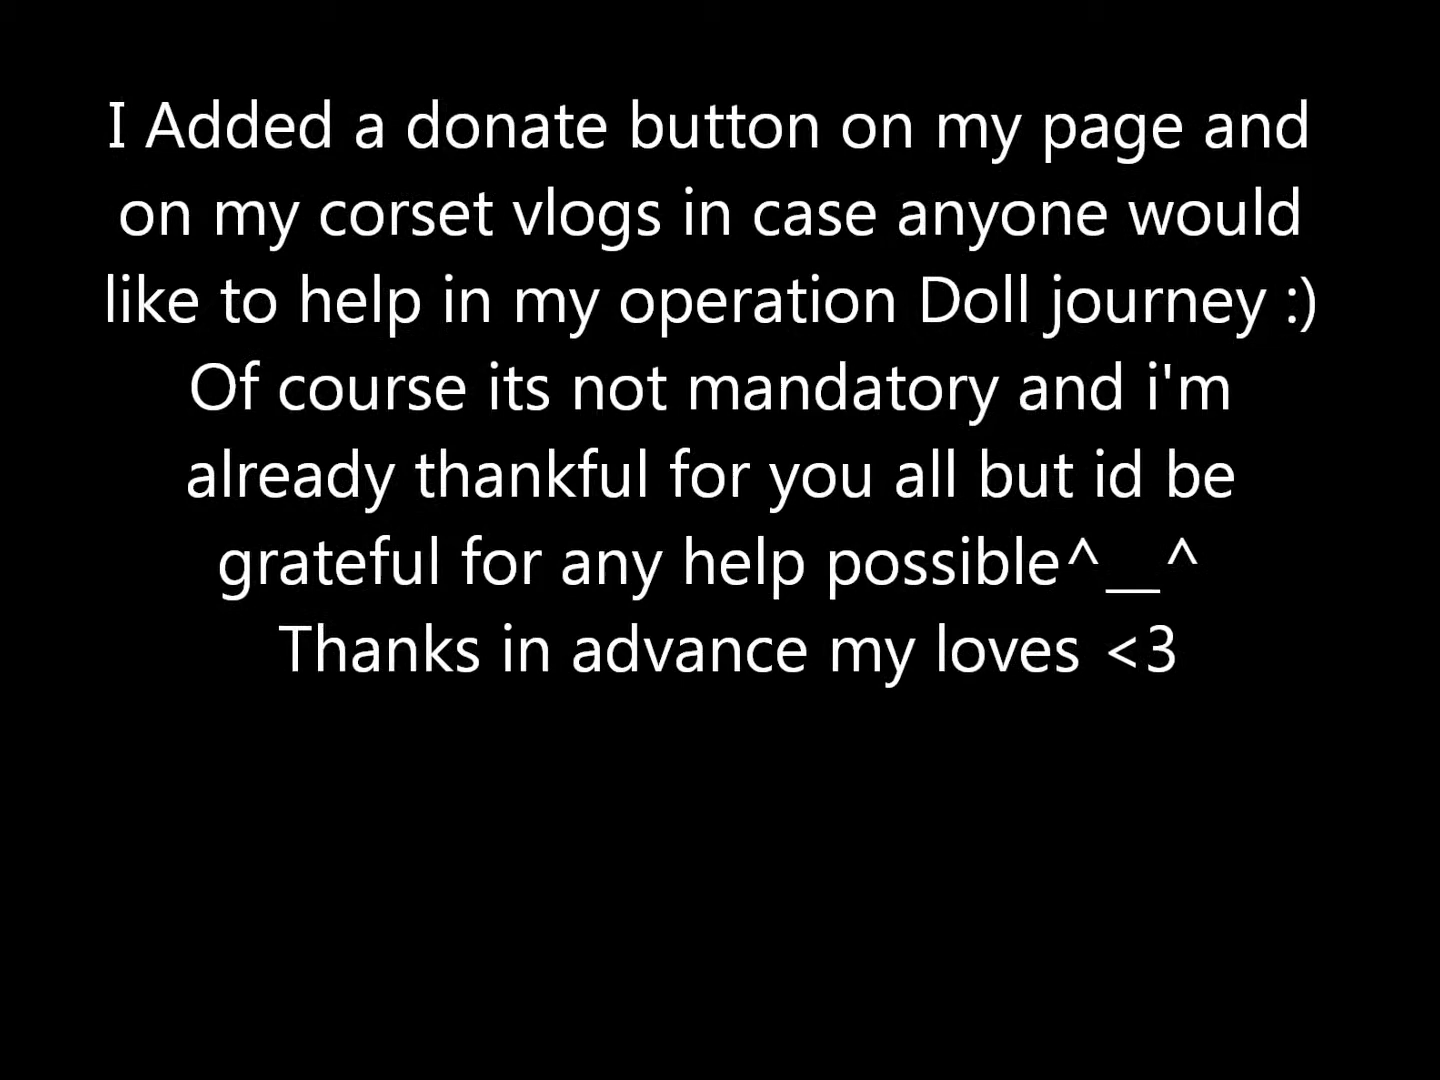 I Added a donate button on my page and
on my corset vlogs in case anyone would
like to help in my operation Doll journey :)
Of course its not mandatory and i'm
already thankful for you all but id be
grateful for any help possible^__^
Thanks in advance my loves <3